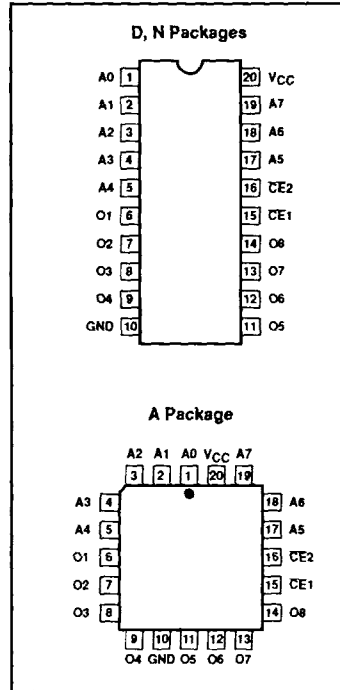 D, N Packages
A0 1 20 VCC
A1 2 19 A7
A2 3 18 A6
A3 4 17 A5
A4 5 16 C̅E̅2
O1 6 15 C̅E̅1
O2 7 14 O8
O3 8 13 O7
O4 9 12 O6
GND 10 11 O5
A Package
A2 A1 A0 VCC A7
3 2 1 20 19
A3 4 18 A6
A4 5 17 A5
O1 6 16 C̅E̅2
O2 7 15 C̅E̅1
O3 8 14 O8
9 10 11 12 13
O4 GND O5 O6 O7